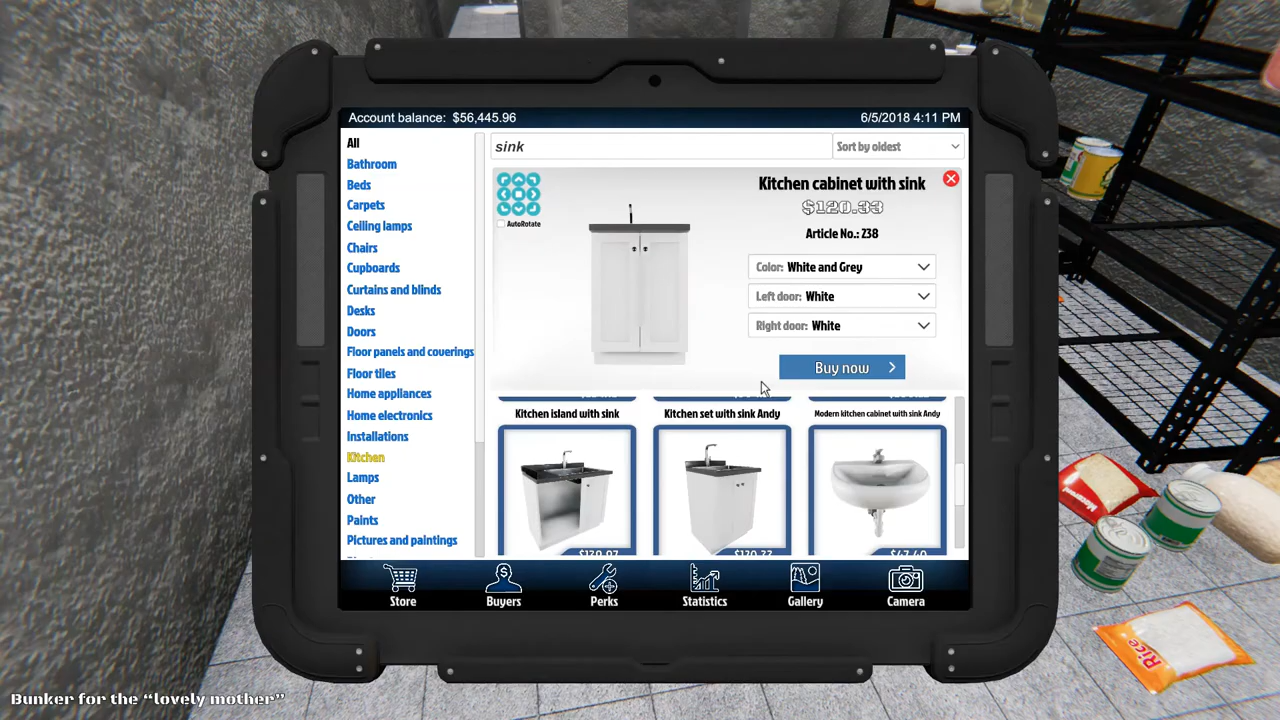 Account balance: $56,445.96
6/5/2018 4:11 PM
All
Bathroom
Beds
Carpets
Ceiling lamps
Chairs
Cupboards
Curtains and blinds
Desks
Doors
Floor panels and coverings
Floor tiles
Home appliances
Home electronics
Installations
Kitchen
Lamps
Other
Paints
Pictures and paintings
sink
Sort by oldest
AutoRotate
Kitchen cabinet with sink
$120.33
Article No.: 238
Color: White and Grey
Left door: White
Right door: White
Buy now
Kitchen island with sink
Kitchen set with sink Andy
Modern kitchen cabinet with sink Andy
Store
Buyers
Perks
Statistics
Gallery
Camera
Rice
Bunker for the “lovely mother”